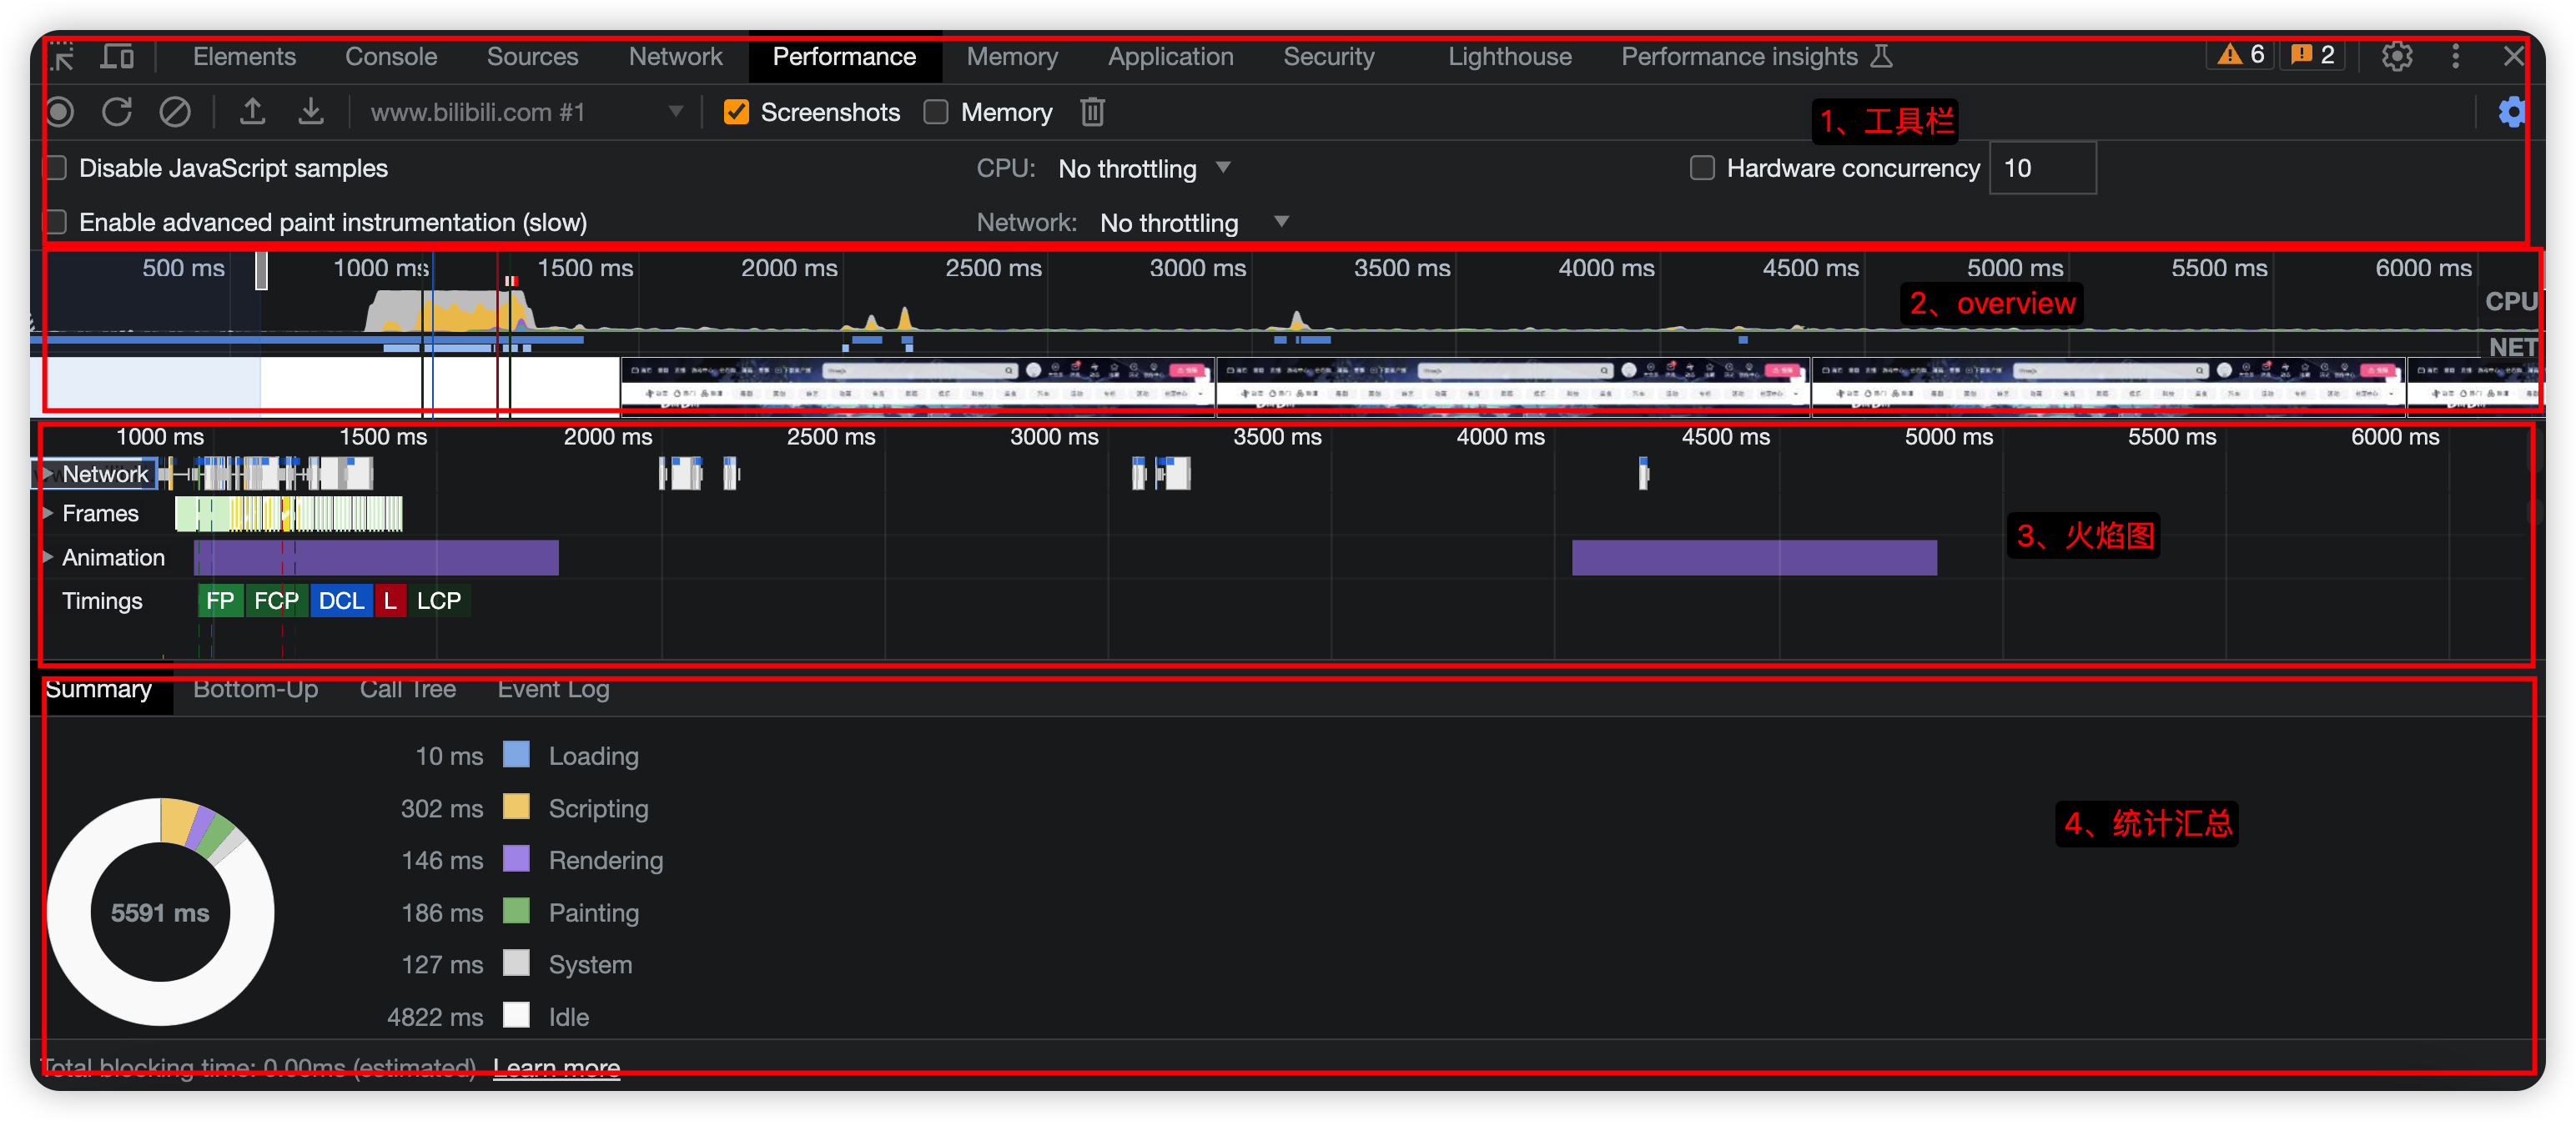 Elements Console Sources Network Performance Memory Application Security Lighthouse Performance insights 6 2
www.bilibili.com #1 Screenshots Memory
1、工具栏
Disable JavaScript samples CPU: No throttling Hardware concurrency 10
Enable advanced paint instrumentation (slow) Network: No throttling
500 ms 1000 ms 1500 ms 2000 ms 2500 ms 3000 ms 3500 ms 4000 ms 4500 ms 5000 ms 5500 ms 6000 ms
2、overview
CPU
NET
1000 ms 1500 ms 2000 ms 2500 ms 3000 ms 3500 ms 4000 ms 4500 ms 5000 ms 5500 ms 6000 ms
Network
Frames
3、火焰图
Animation
Timings FP FCP DCL L LCP
Summary Bottom-Up Call Tree Event Log
10 ms Loading
302 ms Scripting
4、统计汇总
146 ms Rendering
5591 ms
186 ms Painting
127 ms System
4822 ms Idle
Total blocking time: 0.00ms (estimated) Learn more